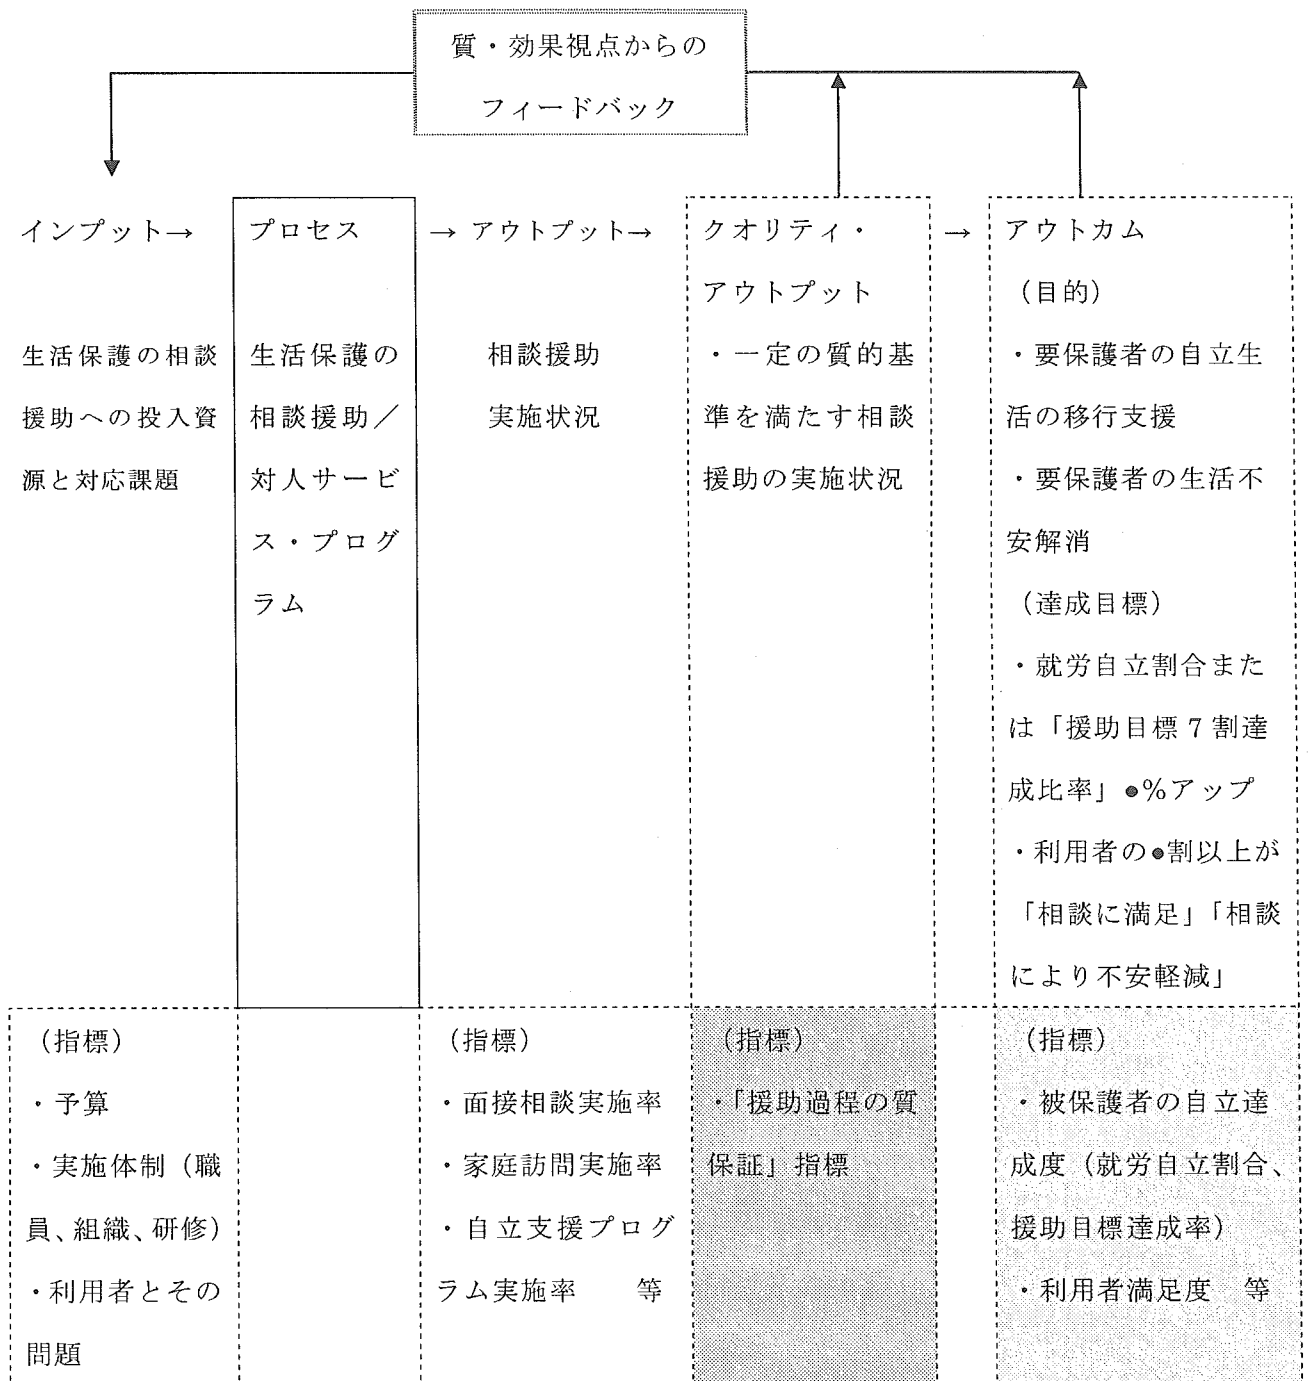 質・効果視点からの
フィードバック
インプット→
生活保護の相談
援助への投入資
源と対応課題
プロセス
生活保護の
相談援助／
対人サービ
ス・プログ
ラム
→アウトプット→
相談援助
実施状況
クオリティ・
アウトプット
・一定の質的基
準を満たす相談
援助の実施状況
→
アウトカム
（目的）
・要保護者の自立生
活の移行支援
・要保護者の生活不
安解消
（達成目標）
・就労自立割合また
は「援助目標７割達
成比率」●％アップ
・利用者の●割以上が
「相談に満足」「相談
により不安軽減」
（指標）
・予算
・実施体制（職
員、組織、研修）
・利用者とその
問題
（指標）
・面接相談実施率
・家庭訪問実施率
・自立支援プログ
ラム実施率　等
（指標）
・「援助過程の質
保証」指標
（指標）
・被保護者の自立達
成度（就労自立割合、
援助目標達成率）
・利用者満足度　等